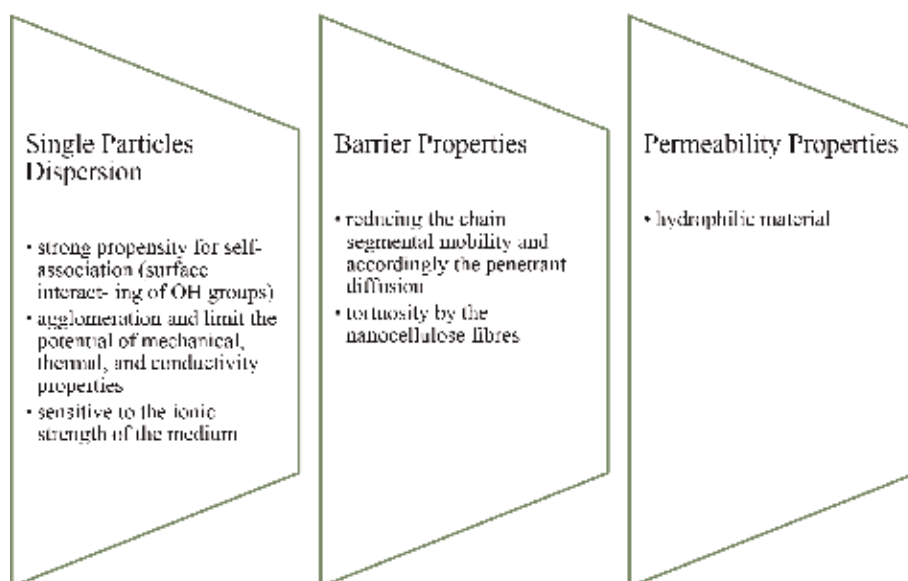 Single Particles
Dispersion
• strong propensity for self-
association (surface
interact- ing of OH groups)
• agglomeration and limit the
potential of mechanical,
thermal, and conductivity
properties
• sensitive to the ionic
strength of the medium
Barrier Properties
• reducing the chain
segmental mobility and
accordingly the penetrant
diffusion
• tortuosity by the
nanocellulose fibres
Permeability Properties
• hydrophilic material